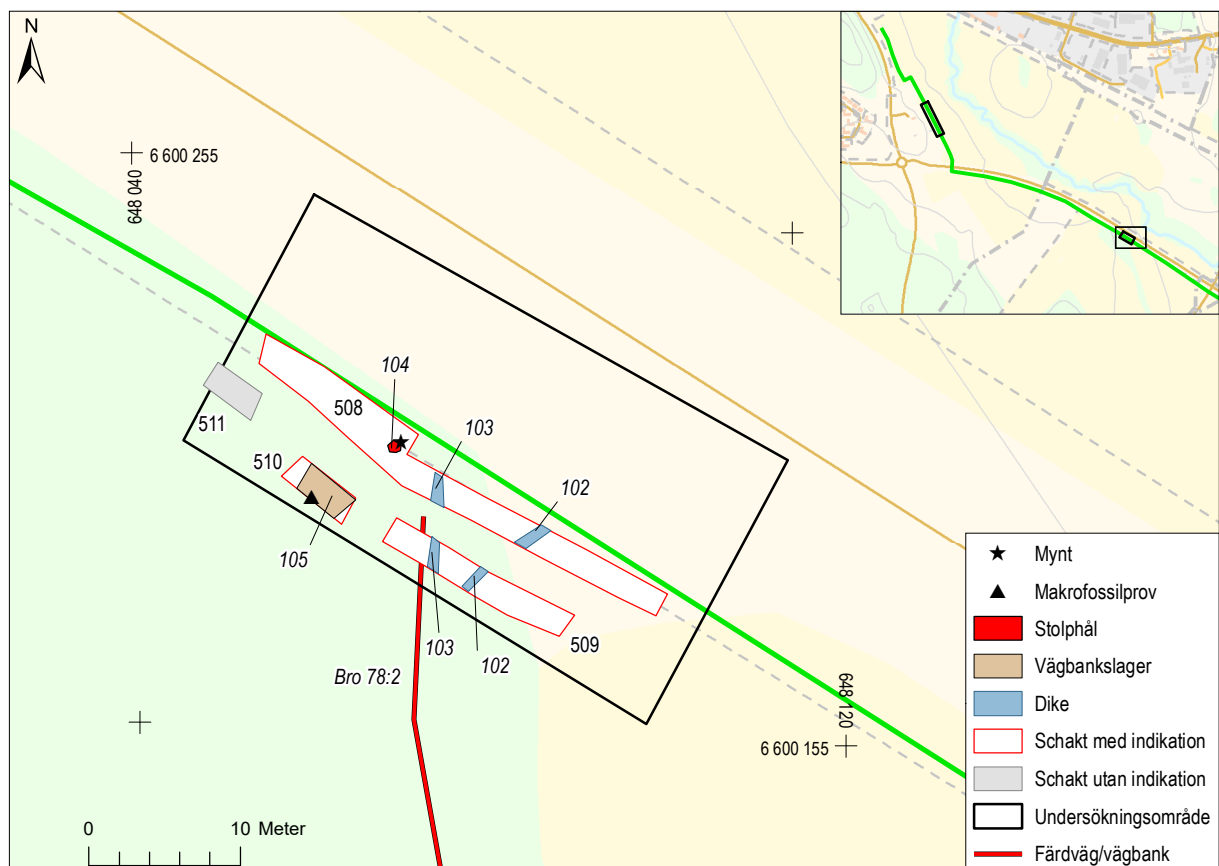 N
6 600 255
648 040
104
508
103
511
510
102
105
103
102
509
Bro 78:2
648 120
6 600 155
0 10 Meter
Mynt
Makrofossilprov
Stolphål
Vägbankslager
Dike
Schakt med indikation
Schakt utan indikation
Undersökningsområde
Färdväg/vägbank